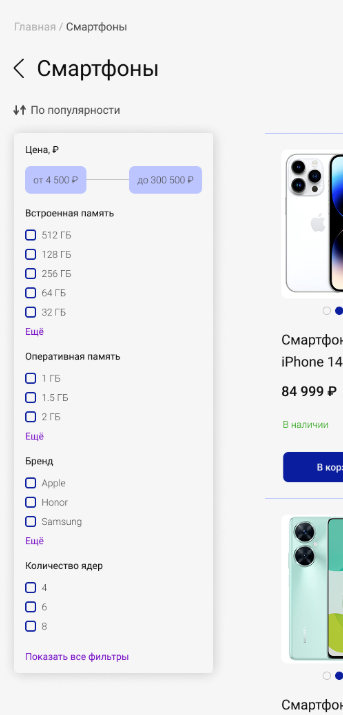 Главная / Смартфоны
Смартфоны
По популярности
Цена, ₽
от 4 500 ₽
до 300 500 ₽
Встроенная память
512 ГБ
128 ГБ
256 ГБ
64 ГБ
32 ГБ
Ещё
Оперативная память
1 ГБ
1.5 ГБ
2 ГБ
Ещё
Бренд
Apple
Honor
Samsung
Ещё
Количество ядер
4
6
8
Показать все фильтры
Смартфон
iPhone 14
84 999 ₽
В наличии
В корз
Смартфон